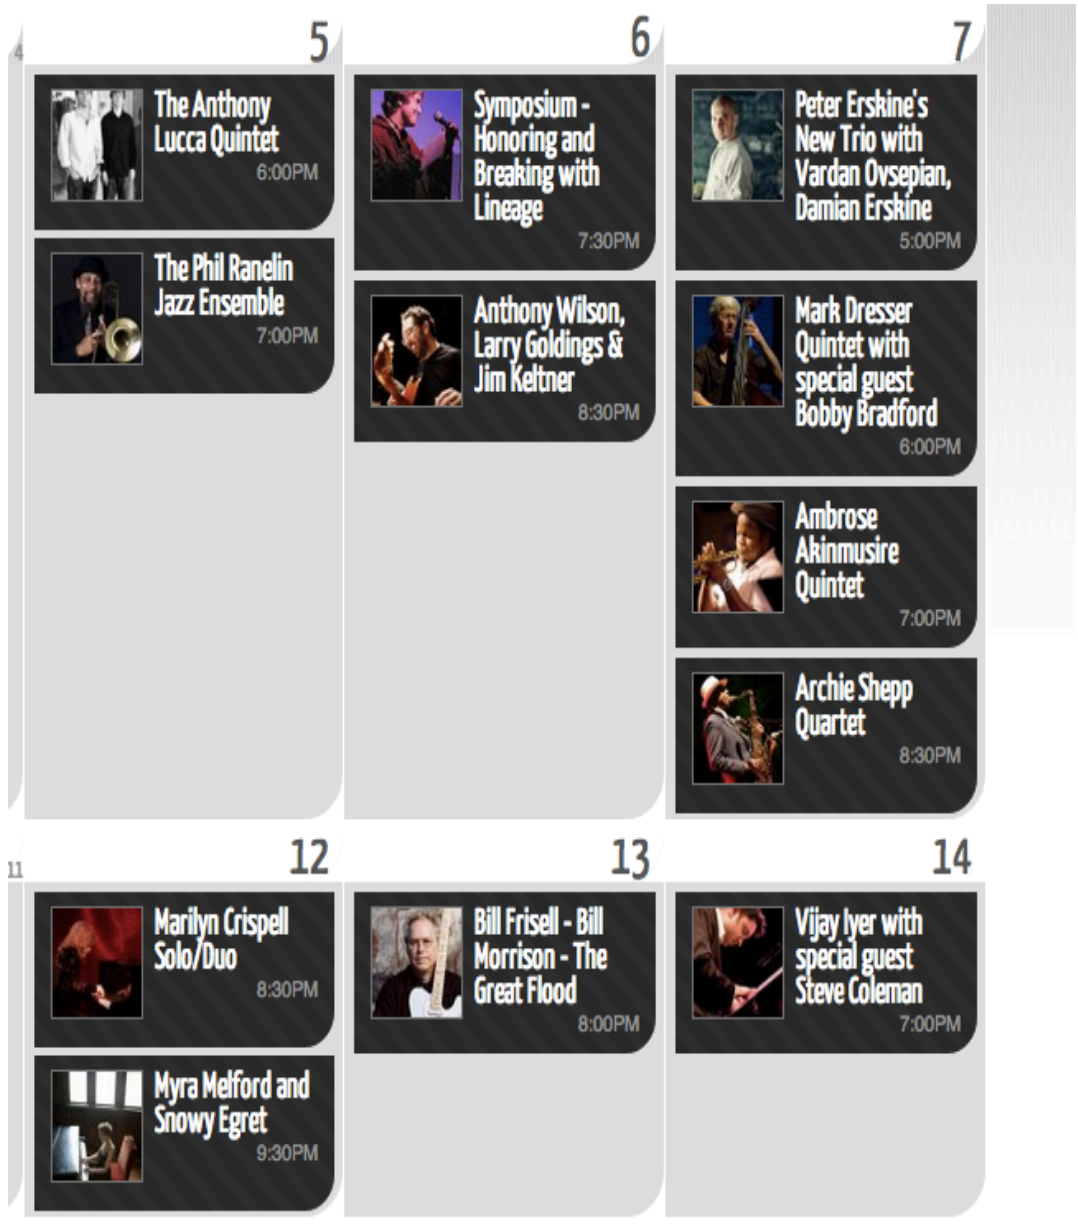 4
5
The Anthony
Lucca Quintet
6:00PM
The Phil Ranelin
Jazz Ensemble
7:00PM
6
Symposium -
Honoring and
Breaking with
Lineage
7:30PM
Anthony Wilson,
Larry Goldings &
Jim Keltner
8:30PM
7
Peter Erskine's
New Trio with
Vardan Ovsepian,
Damian Erskine
5:00PM
Mark Dresser
Quintet with
special guest
Bobby Bradford
6:00PM
Ambrose
Akinmusire
Quintet
7:00PM
Archie Shepp
Quartet
8:30PM
11
12
Marilyn Crispell
Solo/Duo
8:30PM
Myra Melford and
Snowy Egret
9:30PM
13
Bill Frisell - Bill
Morrison - The
Great Flood
8:00PM
14
Vijay Iyer with
special guest
Steve Coleman
7:00PM